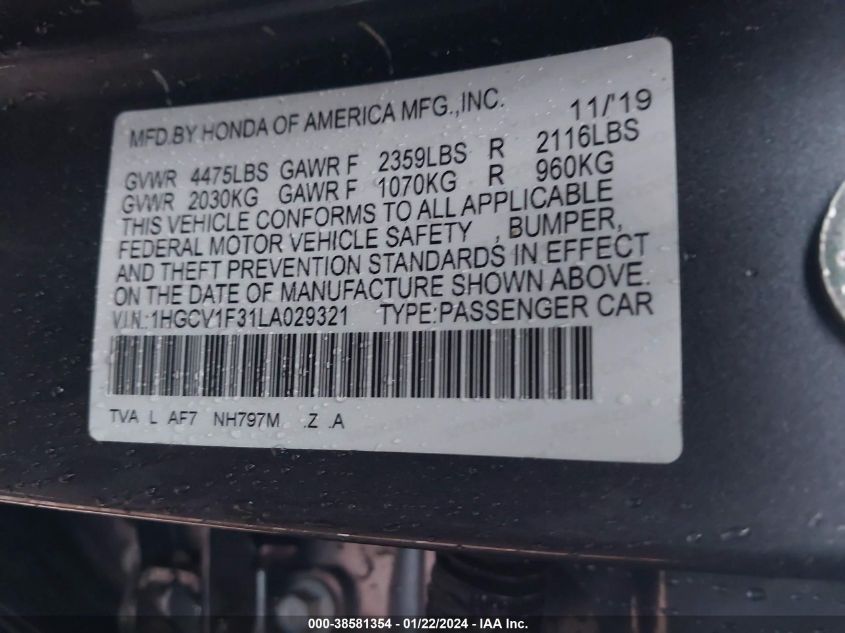 MFD.BY HONDA OF AMERICA MFG.,INC. 11/'19
GVWR 4475LBS GAWR F 2359LBS R 2116LBS
GVWR 2030KG GAWR F 1070KG R 960KG
THIS VEHICLE CONFORMS TO ALL APPLICABLE
FEDERAL MOTOR VEHICLE SAFETY , BUMPER,
AND THEFT PREVENTION STANDARDS IN EFFECT
ON THE DATE OF MANUFACTURE SHOWN ABOVE.
V.I.N.:1HGCV1F31LA029321 TYPE:PASSENGER CAR
TVA L AF7 NH797M .Z .A
000-38581354 / 01/22/2024 - IAA Inc.